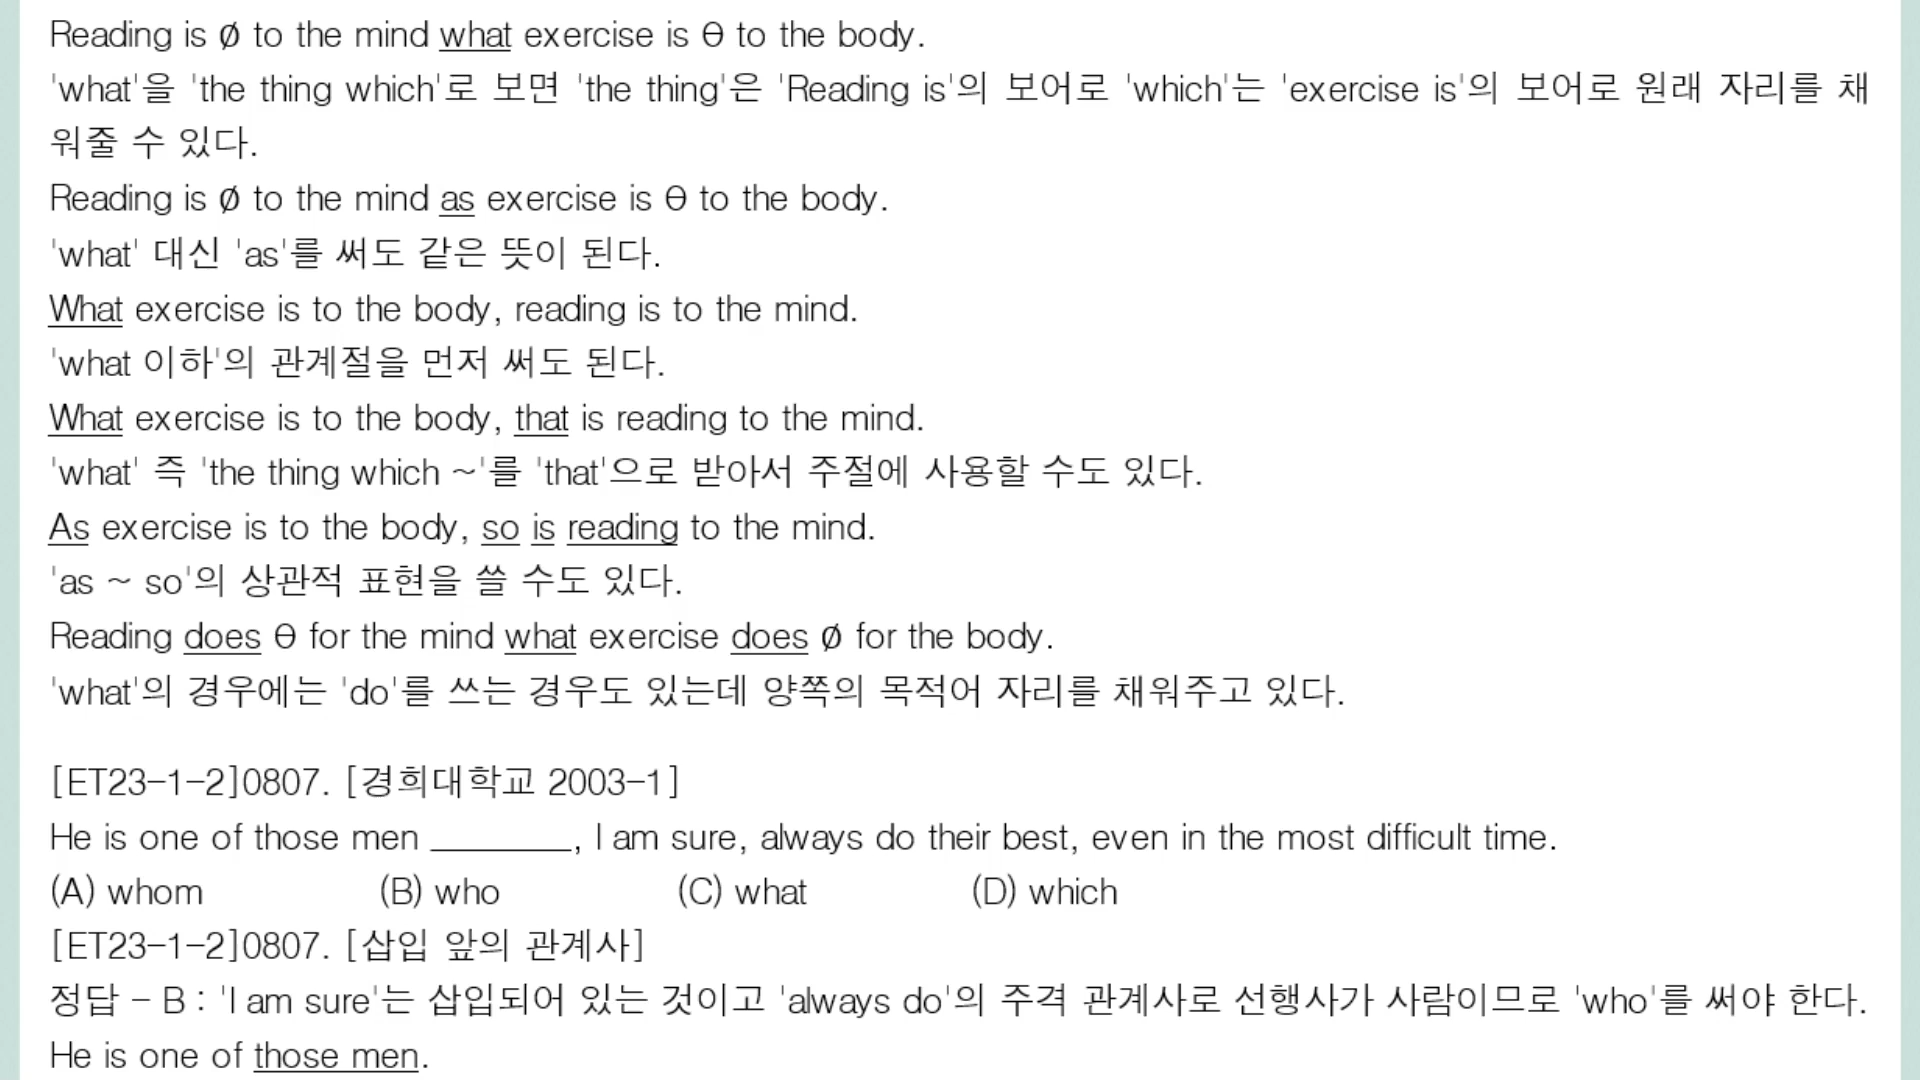 Reading is ∅ to the mind what exercise is Θ to the body.
'what'을 'the thing which'로 보면 'the thing'은 'Reading is'의 보어로 'which'는 'exercise is'의 보어로 원래 자리를 채
워줄 수 있다.
Reading is ∅ to the mind as exercise is Θ to the body.
'what' 대신 'as'를 써도 같은 뜻이 된다.
What exercise is to the body, reading is to the mind.
'what 이하'의 관계절을 먼저 써도 된다.
What exercise is to the body, that is reading to the mind.
'what' 즉 'the thing which ~'를 'that'으로 받아서 주절에 사용할 수도 있다.
As exercise is to the body, so is reading to the mind.
'as ~ so'의 상관적 표현을 쓸 수도 있다.
Reading does Θ for the mind what exercise does ∅ for the body.
'what'의 경우에는 'do'를 쓰는 경우도 있는데 양쪽의 목적어 자리를 채워주고 있다.
[ET23-1-2]0807. [경희대학교 2003-1]
He is one of those men ________, I am sure, always do their best, even in the most difficult time.
(A) whom (B) who (C) what (D) which
[ET23-1-2]0807. [삽입 앞의 관계사]
정답 - B : 'I am sure'는 삽입되어 있는 것이고 'always do'의 주격 관계사로 선행사가 사람이므로 'who'를 써야 한다.
He is one of those men.